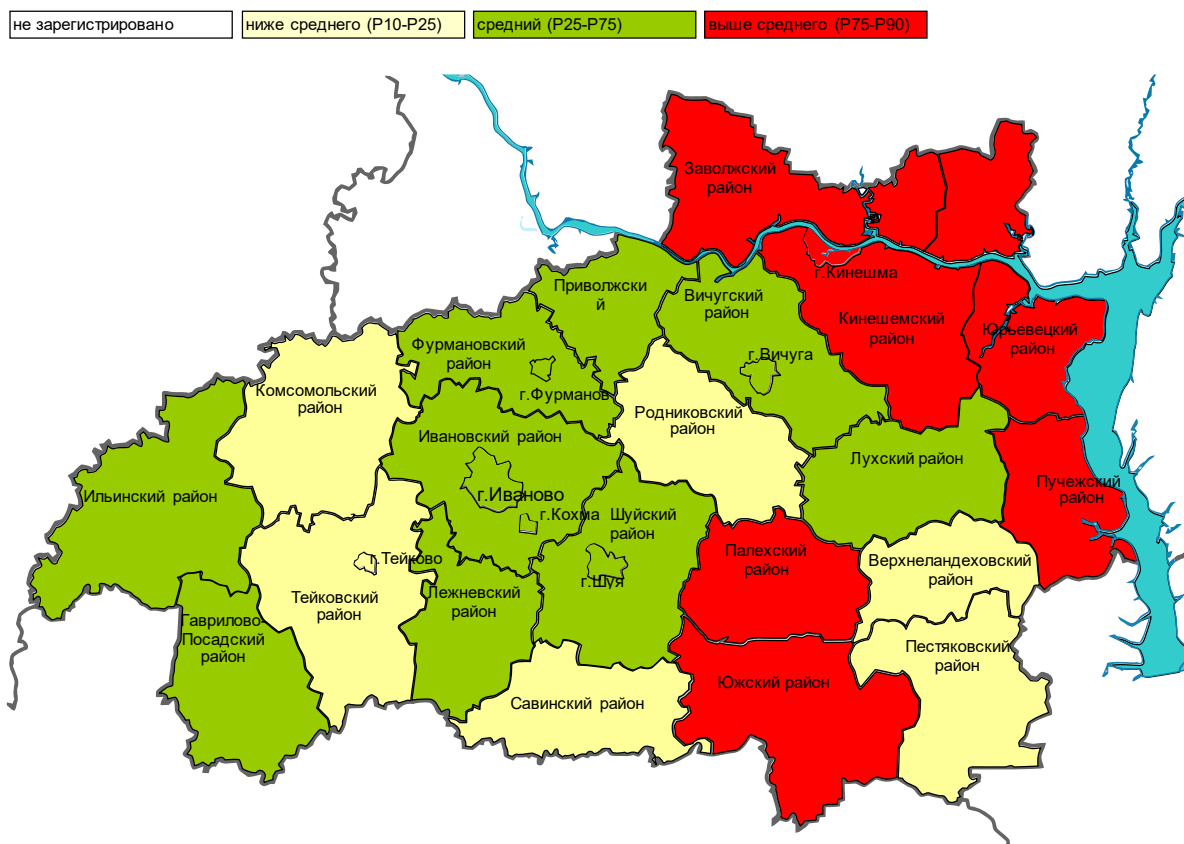 не зарегистрировано
ниже среднего (P10-P25)
средний (P25-P75)
выше среднего (P75-P90)
Заволжский
район
г.Кинешма
Приволжски
й
Вичугский
район
Кинешемский
район
Юрьевецкий
район
Фурмановский
район
г.Вичуга
г.Фурманов
Комсомольский
район
Родниковский
район
Ивановский район
Лухский район
Ильинский район
г.Иваново
г.Кохма
Шуйский
район
Пучежский
район
г.Тейково
Палехский
район
Верхнеландеховский
район
г.Шуя
Тейковский
район
Лежневский
район
Гаврилово-
Посадский
район
Пестяковский
район
Южский район
Савинский район